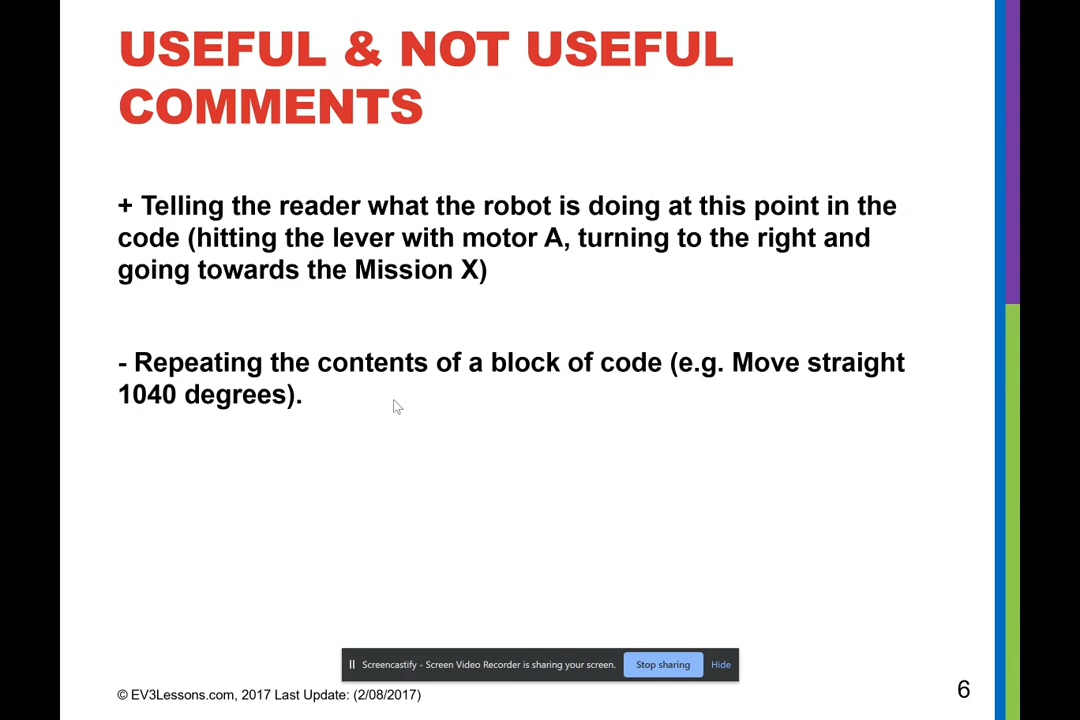 USEFUL & NOT USEFUL
COMMENTS
+ Telling the reader what the robot is doing at this point in the
code (hitting the lever with motor A, turning to the right and
going towards the Mission X)
- Repeating the contents of a block of code (e.g. Move straight
1040 degrees).
Screencastify - Screen Video Recorder is sharing your screen. Stop sharing Hide
© EV3Lessons.com, 2017 Last Update: (2/08/2017) 6